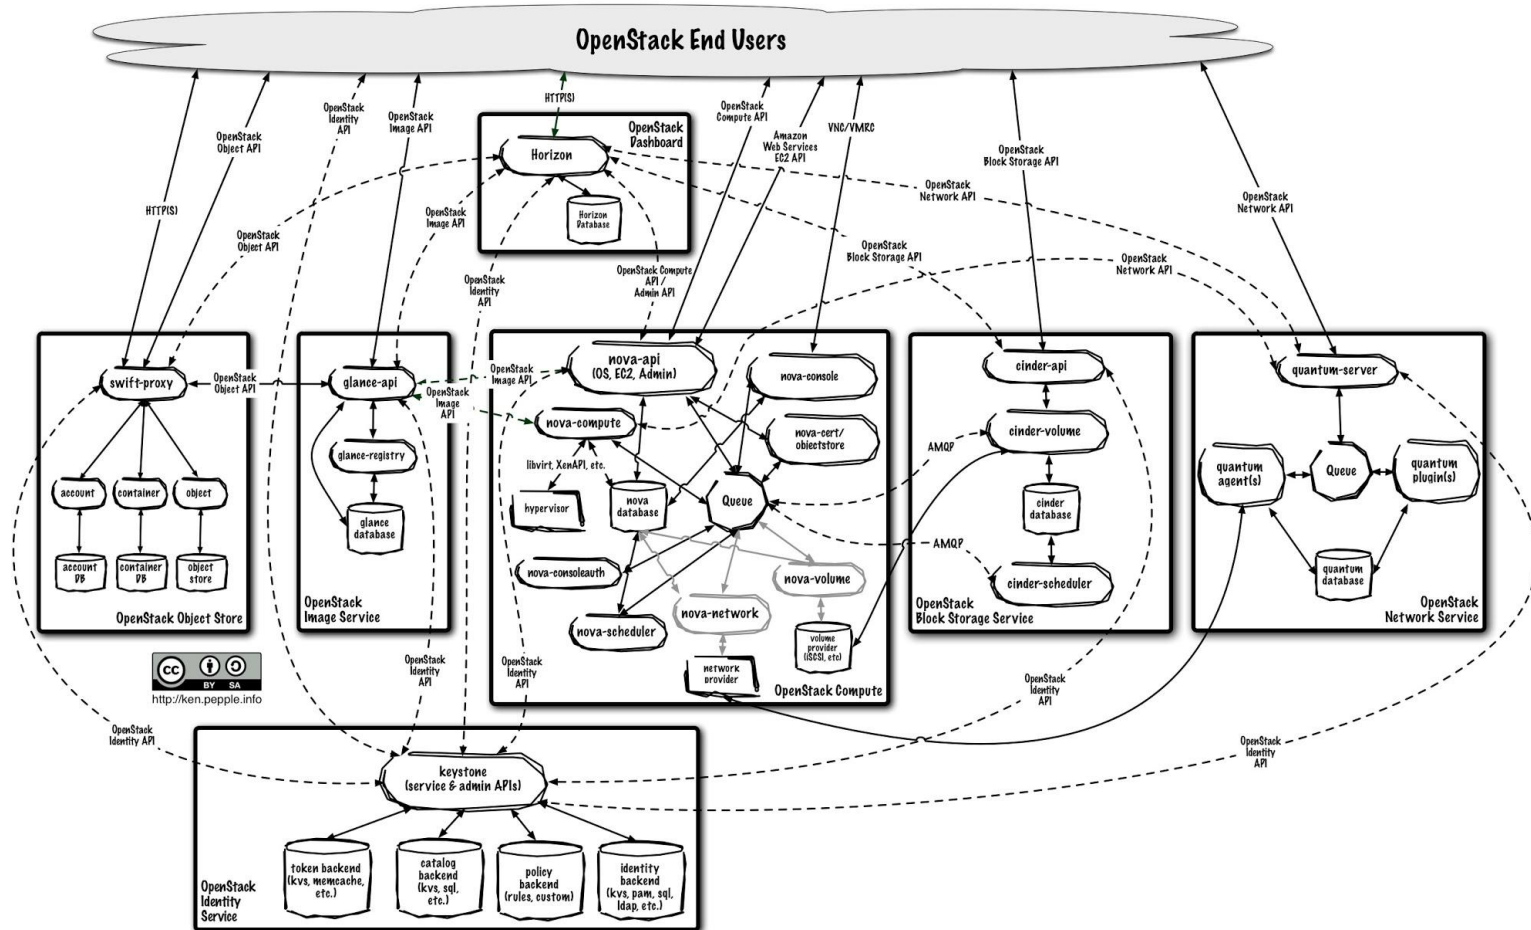 OpenStack End Users
HTTP(S)
OpenStack
Object API
OpenStack
Identity
API
OpenStack
Image API
HTTP(S)
OpenStack
Compute API
Amazon
Web Services
EC2 API
VNC/VMRC
OpenStack
Block Storage API
OpenStack
Network API
OpenStack
Dashboard
Horizon
Horizon
Database
OpenStack
Object API
OpenStack
Image API
OpenStack
Identity
API
OpenStack Compute
API /
Admin API
OpenStack
Block Storage API
OpenStack
Network API
OpenStack
Network API
swift-proxy
account
container
object
account
DB
container
DB
object
store
OpenStack Object Store
OpenStack
Object API
glance-api
glance-registry
glance
database
OpenStack
Image Service
OpenStack
Image API
OpenStack
Image API
nova-api
(OS, EC2, Admin)
nova-console
nova-compute
nova-cert/
objectstore
libvirt, XenAPI, etc.
hypervisor
nova
database
Queue
nova-consoleauth
nova-scheduler
nova-network
nova-volume
network
provider
volume
provider
(iSCSI, etc)
OpenStack Compute
AMQP
AMQP
cinder-api
cinder-volume
cinder
database
cinder-scheduler
OpenStack
Block Storage Service
quantum-server
quantum
agent(s)
Queue
quantum
plugin(s)
quantum
database
OpenStack
Network Service
cc
BY SA
http://ken.pepple.info
OpenStack
Identity API
OpenStack
Identity
API
OpenStack
Identity
API
OpenStack
Identity
API
OpenStack
Identity
API
keystone
(service & admin APIs)
token backend
(kvs, memcache,
etc.)
catalog
backend
(kvs, sql,
etc.)
policy
backend
(rules, custom)
identity
backend
(kvs, pam, sql,
ldap, etc.)
OpenStack
Identity
Service